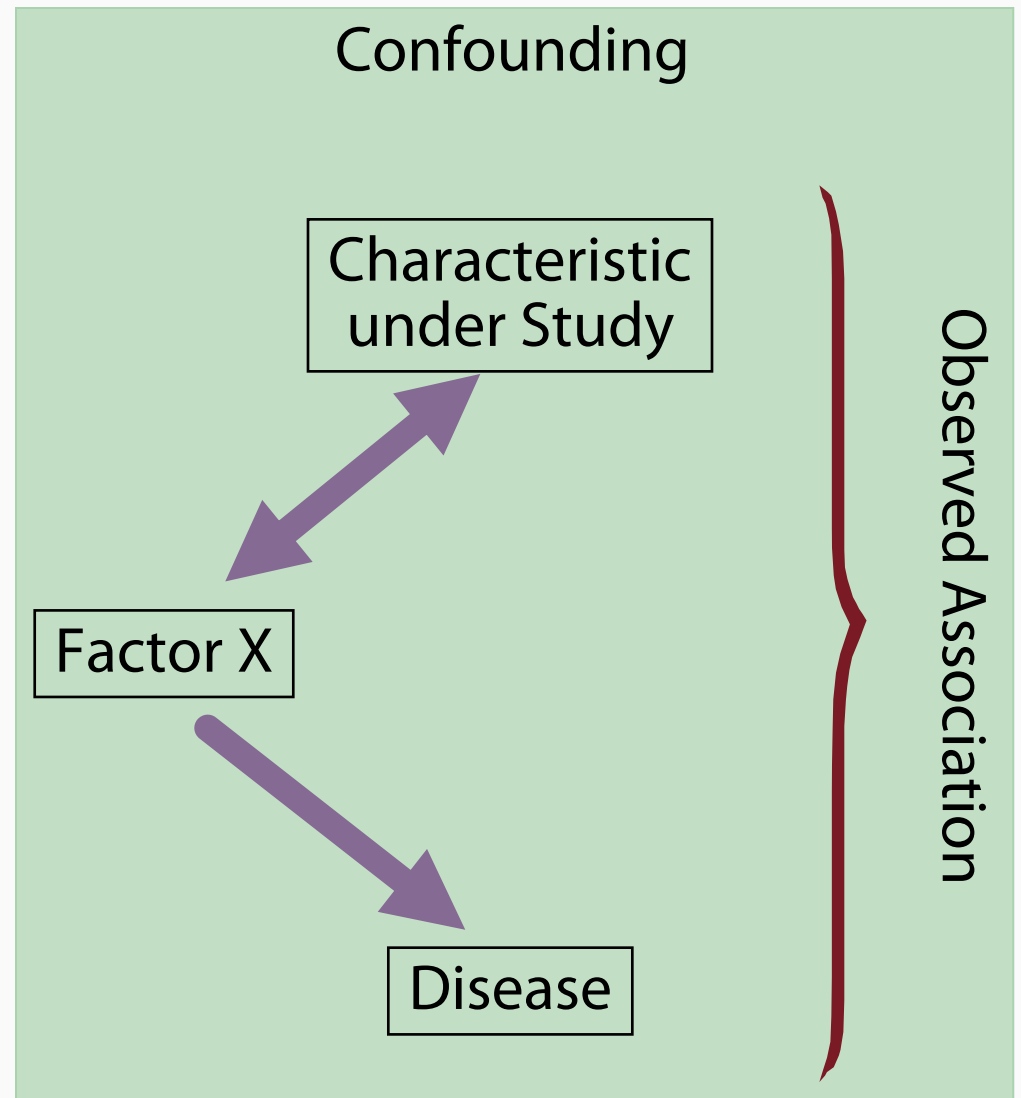 Confounding
Characteristic
under Study
Observed Association
Factor X
Disease